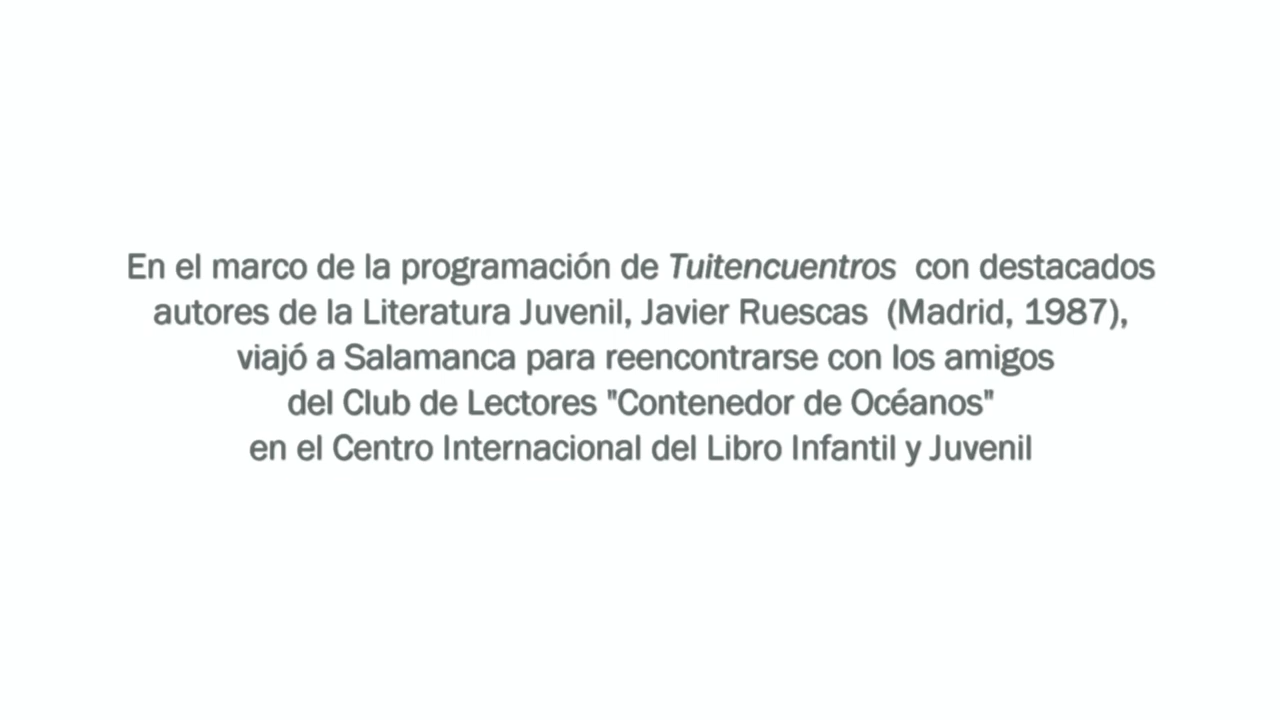 En el marco de la programación de Tuitencuentros con destacados
autores de la Literatura Juvenil, Javier Ruescas (Madrid, 1987),
viajó a Salamanca para reencontrarse con los amigos
del Club de Lectores "Contenedor de Océanos"
en el Centro Internacional del Libro Infantil y Juvenil